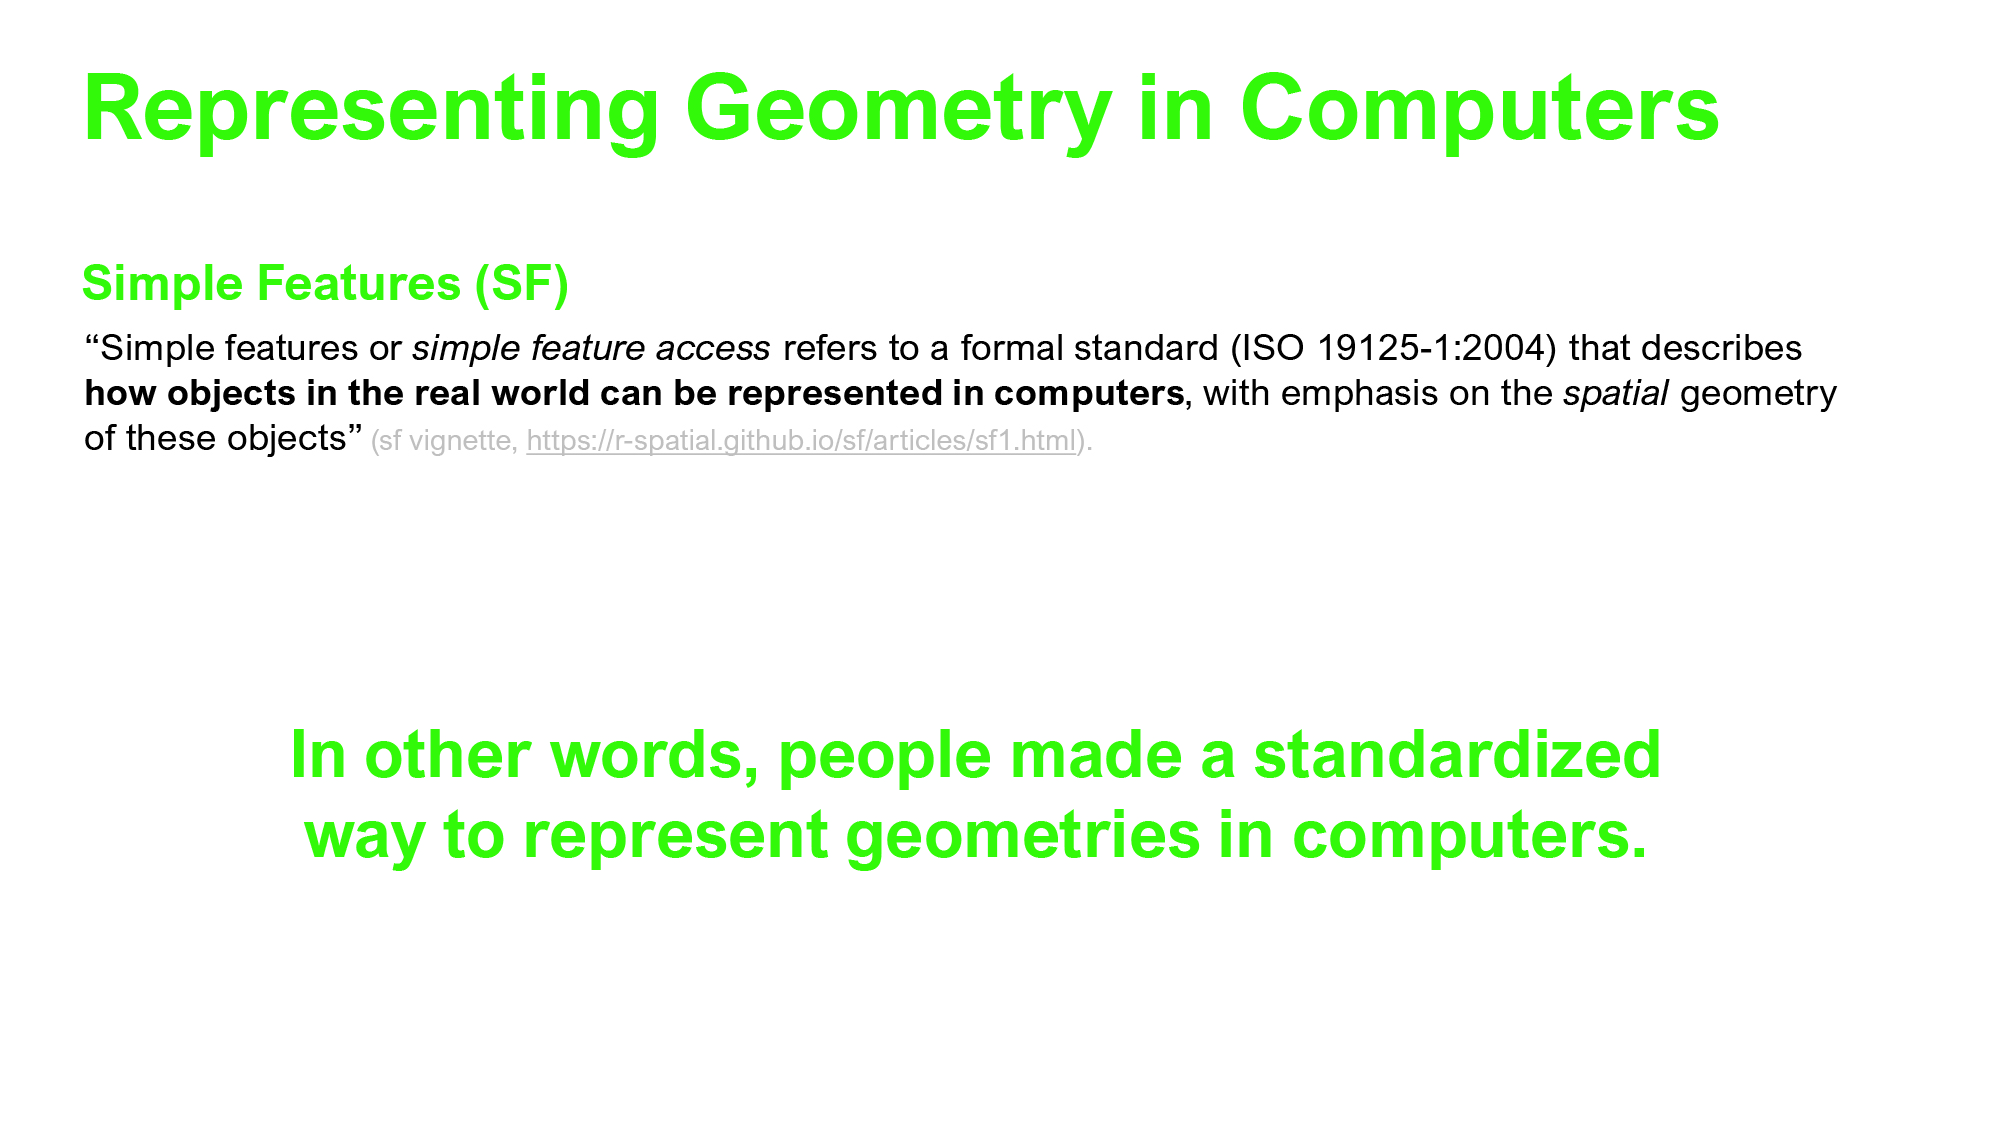 Representing Geometry in Computers
Simple Features (SF)
“Simple features or simple feature access refers to a formal standard (ISO 19125-1:2004) that describes
how objects in the real world can be represented in computers, with emphasis on the spatial geometry
of these objects” (sf vignette, https://r-spatial.github.io/sf/articles/sf1.html).
In other words, people made a standardized
way to represent geometries in computers.